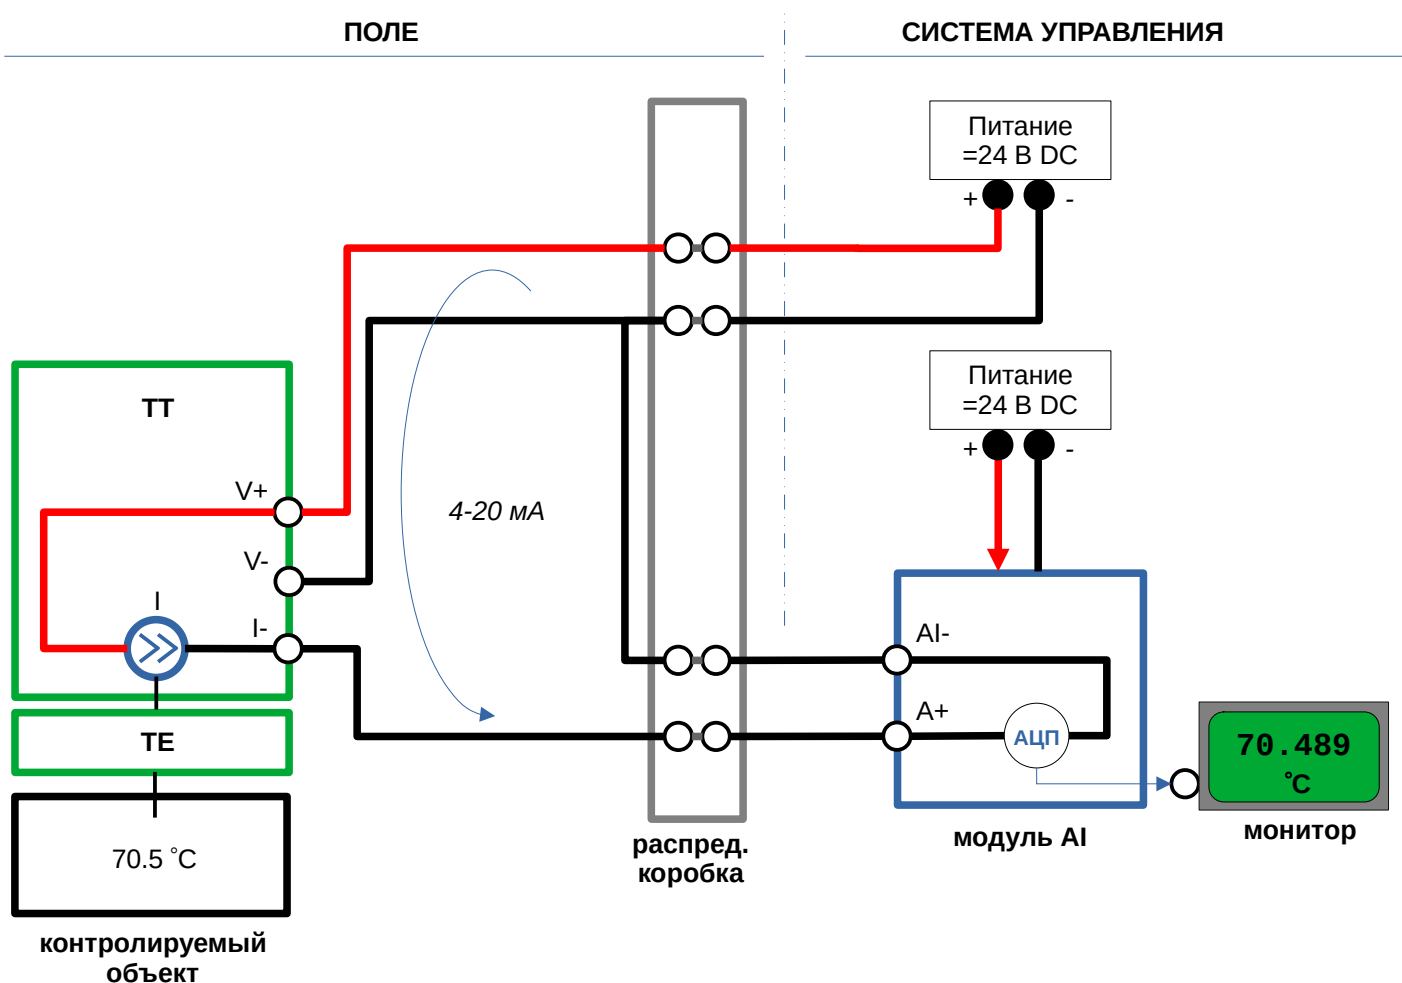 ПОЛЕ
СИСТЕМА УПРАВЛЕНИЯ
Питание
=24 В DC
+ -
Питание
=24 В DC
+ -
ТТ
V+
V-
I
I-
4-20 мА
AI-
A+
АЦП
70.489
°C
монитор
ТЕ
70.5 °C
контролируемый
объект
распред.
коробка
модуль AI